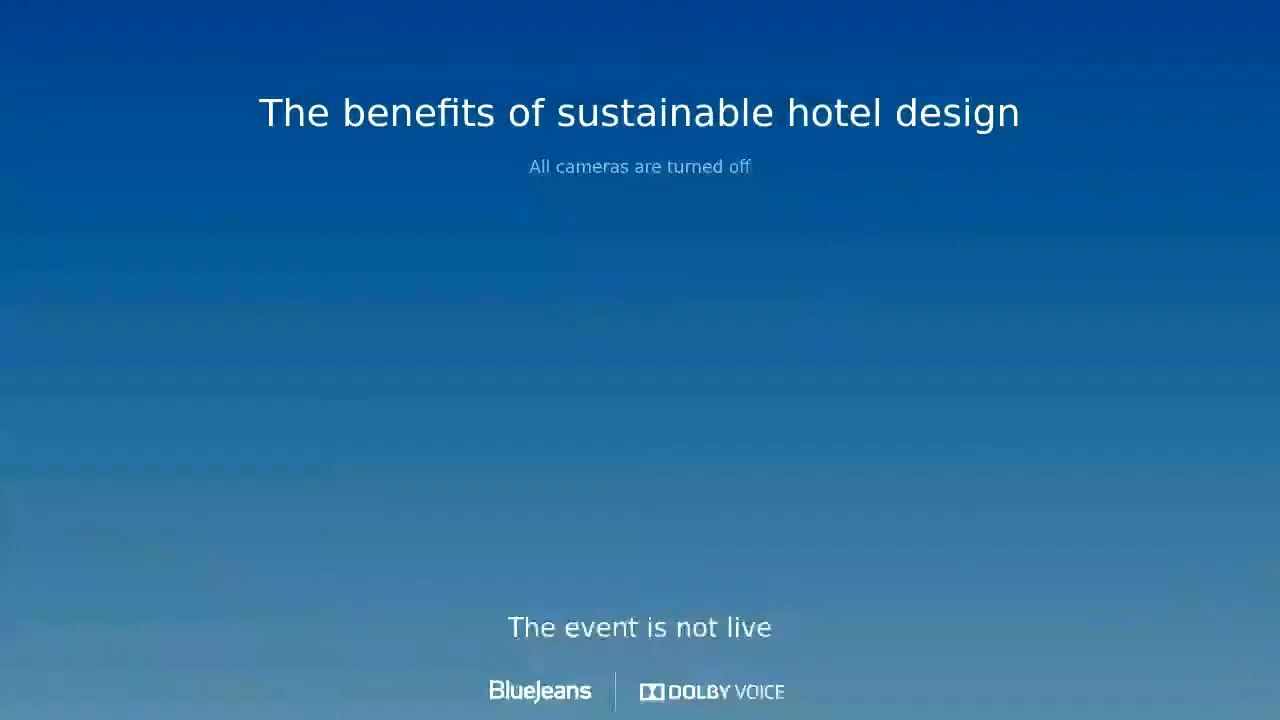 The benefits of sustainable hotel design
All cameras are turned off
The event is not live
BlueJeans
DOLBY VOICE